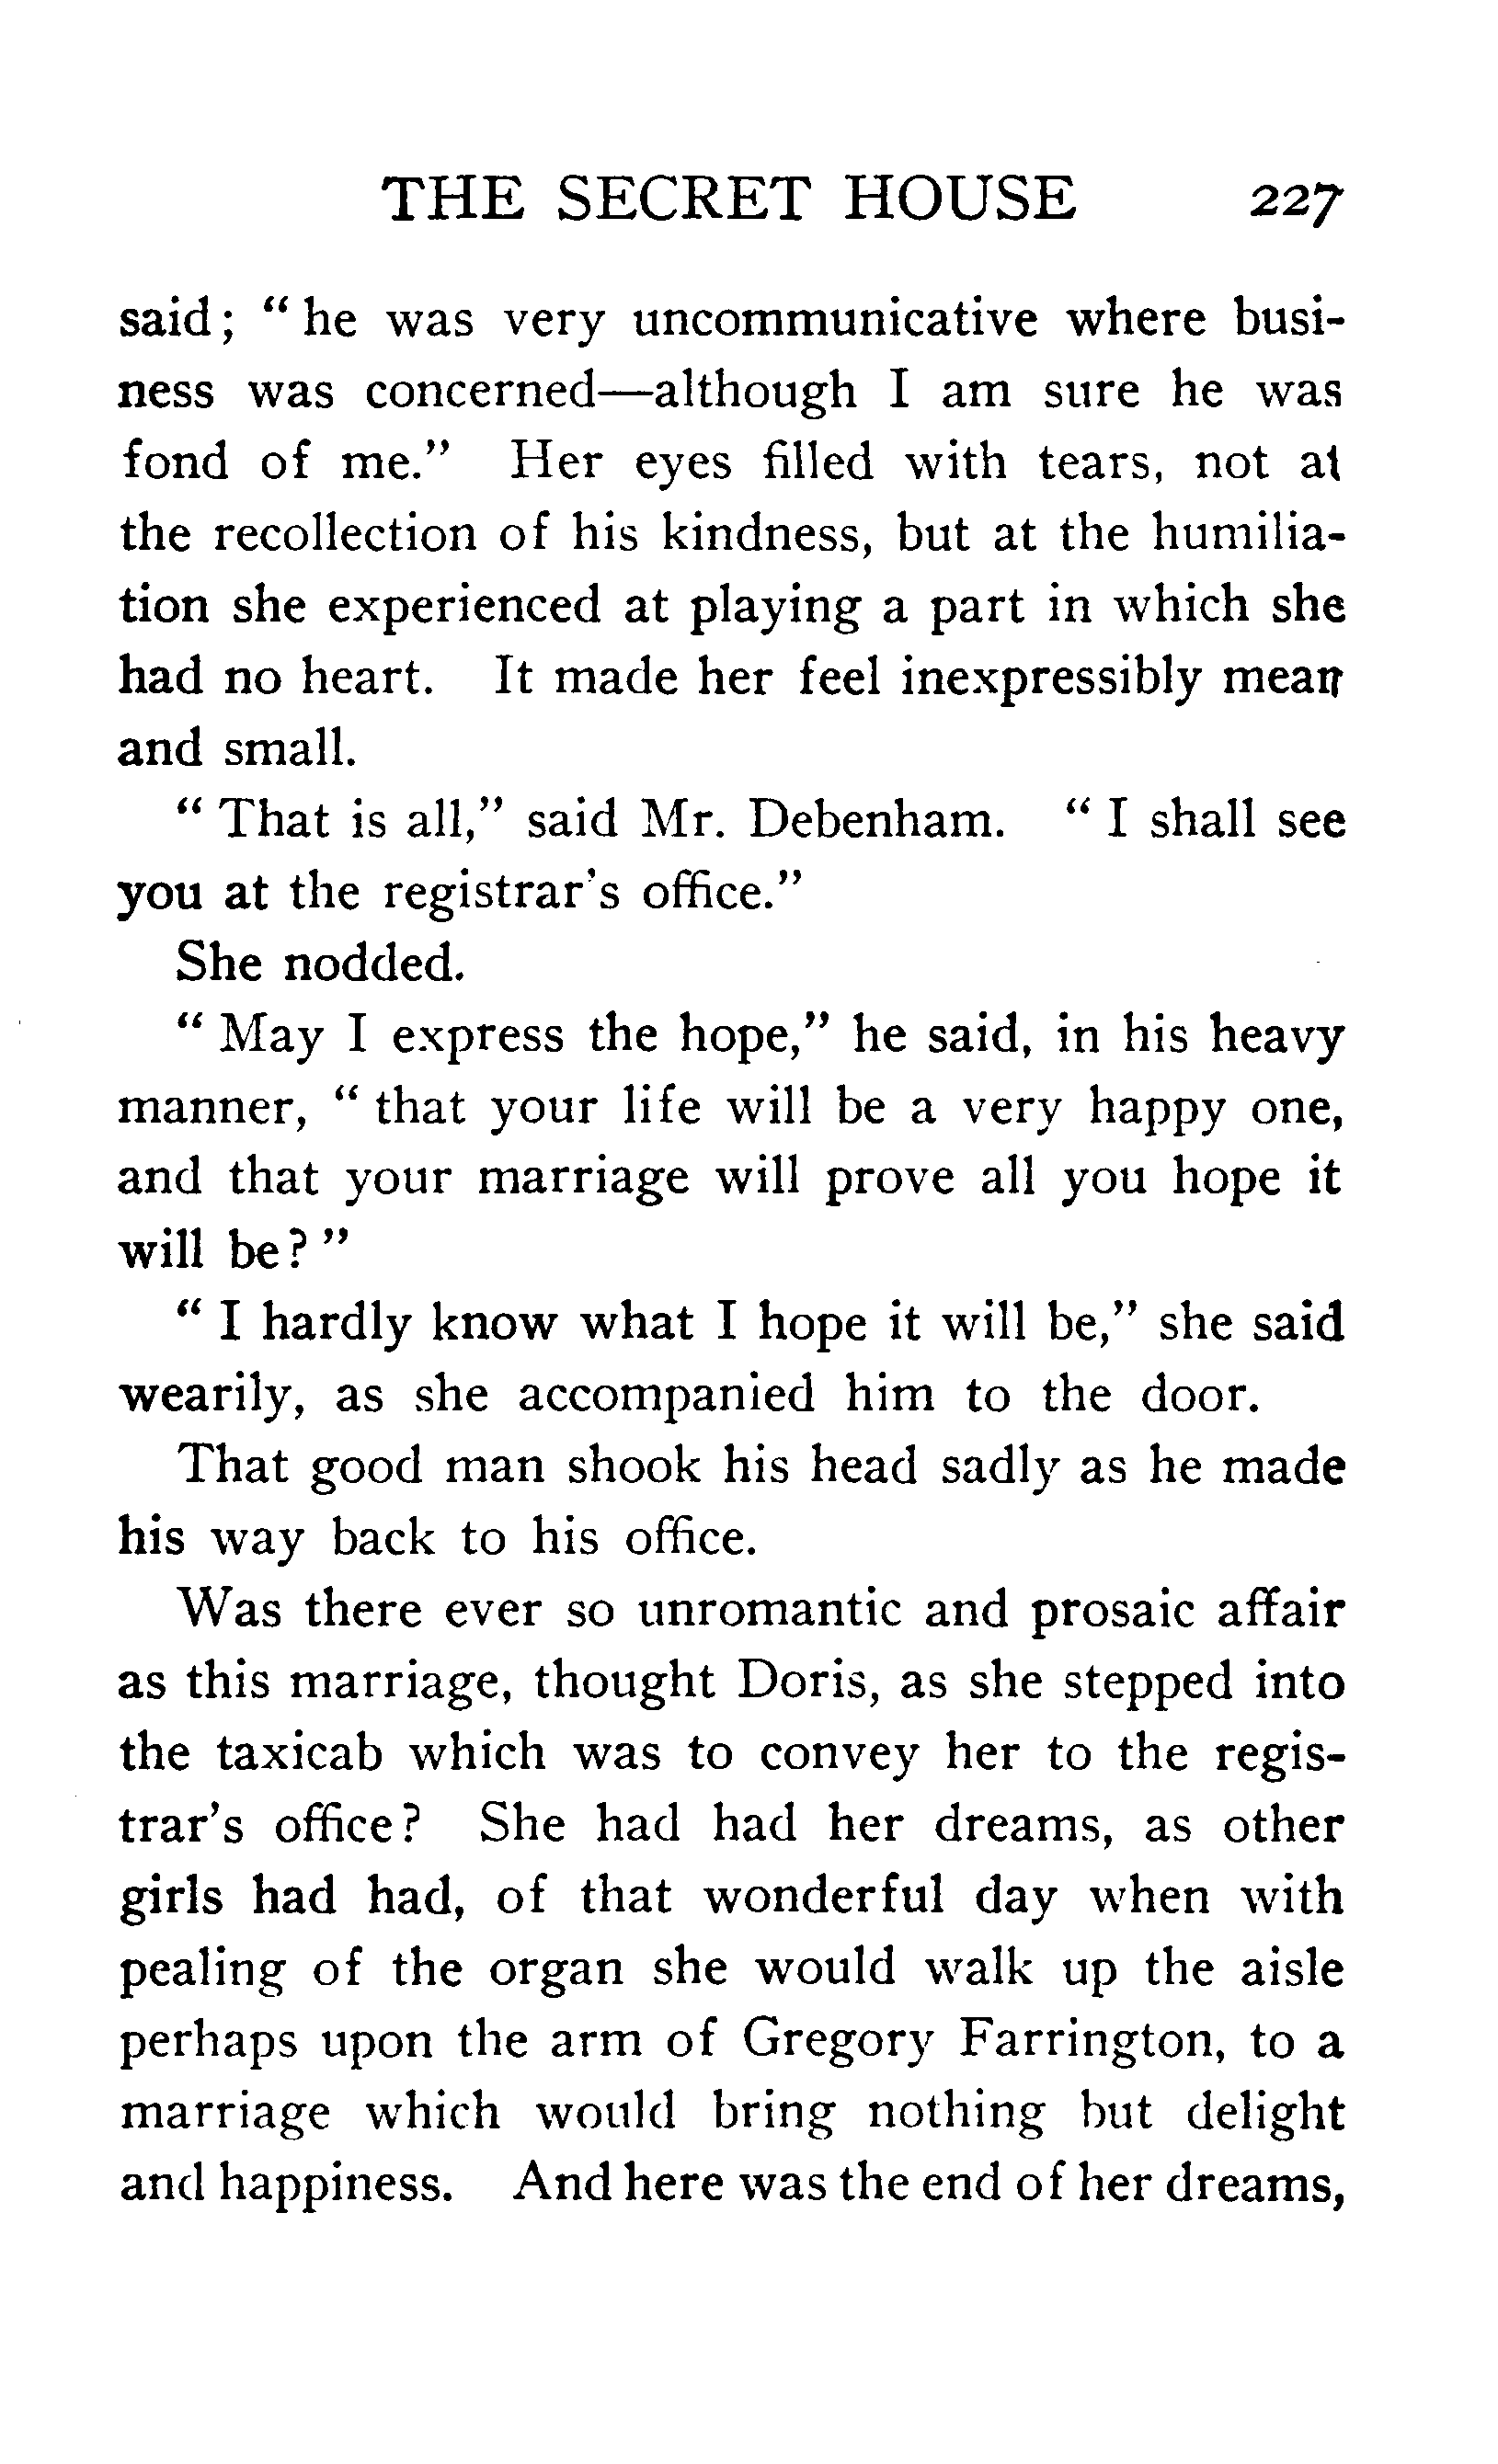 THE SECRET HOUSE 227
said; " he was very uncommunicative where busi-
ness was concerned—although I am sure he was
fond of me." Her eyes filled with tears, not at
the recollection of his kindness, but at the humilia-
tion she experienced at playing a part in which she
had no heart. It made her feel inexpressibly mean
and small.
" That is all," said Mr. Debenham. " I shall see
you at the registrar's office."
She nodded.
" May I express the hope," he said, in his heavy
manner, " that your life will be a very happy one,
and that your marriage will prove all you hope it
will be? "
" I hardly know what I hope it will be," she said
wearily, as she accompanied him to the door.
That good man shook his head sadly as he made
his way back to his office.
Was there ever so unromantic and prosaic affair
as this marriage, thought Doris, as she stepped into
the taxicab which was to convey her to the regis-
trar's office? She had had her dreams, as other
girls had had, of that wonderful day when with
pealing of the organ she would walk up the aisle
perhaps upon the arm of Gregory Farrington, to a
marriage which would bring nothing but delight
and happiness. And here was the end of her dreams,